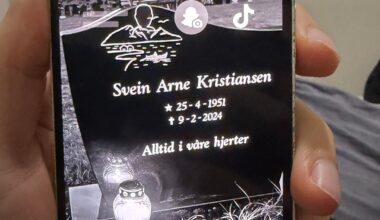 Svein Arne Kristiansen
★ 25-4-1951
✝ 9-2-2024
Alltid i våre hjerter